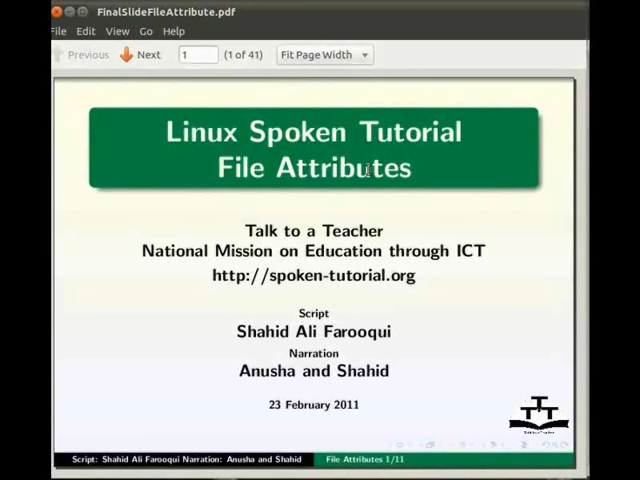 FinalSlideFileAttribute.pdf
File Edit View Go Help
Previous Next 1 (1 of 41) Fit Page Width
Linux Spoken Tutorial
File Attributes
Talk to a Teacher
National Mission on Education through ICT
http://spoken-tutorial.org
Script
Shahid Ali Farooqui
Narration
Anusha and Shahid
23 February 2011
Script: Shahid Ali Farooqui Narration: Anusha and Shahid File Attributes 1/11